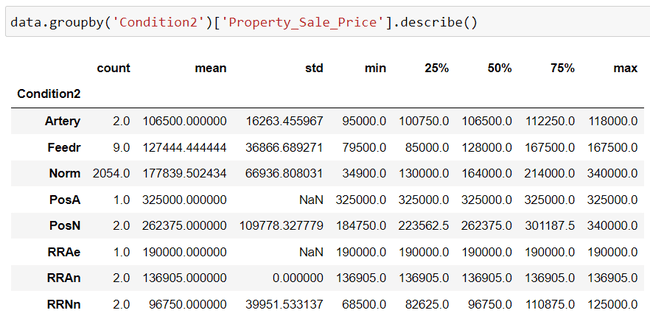 data.groupby('Condition2')['Property_Sale_Price'].describe()
count mean std min 25% 50% 75% max
Condition2
Artery 2.0 106500.000000 16263.455967 95000.0 100750.0 106500.0 112250.0 118000.0
Feedr 9.0 127444.444444 36866.689271 79500.0 85000.0 128000.0 167500.0 167500.0
Norm 2054.0 177839.502434 66936.808031 34900.0 130000.0 164000.0 214000.0 340000.0
PosA 1.0 325000.000000 NaN 325000.0 325000.0 325000.0 325000.0 325000.0
PosN 2.0 262375.000000 109778.327779 184750.0 223562.5 262375.0 301187.5 340000.0
RRAe 1.0 190000.000000 NaN 190000.0 190000.0 190000.0 190000.0 190000.0
RRAn 2.0 136905.000000 0.000000 136905.0 136905.0 136905.0 136905.0 136905.0
RRNn 2.0 96750.000000 39951.533137 68500.0 82625.0 96750.0 110875.0 125000.0